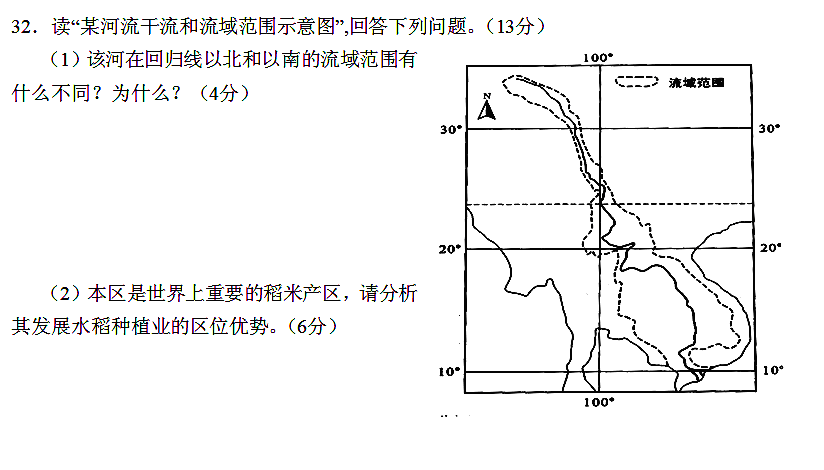 32．读“某河流干流和流域范围示意图”,回答下列问题。（13分）
（1）该河在回归线以北和以南的流域范围有
什么不同？为什么？（4分）
100°
流域范围
N
30°
30°
20°
20°
（2）本区是世界上重要的稻米产区，请分析
其发展水稻种植业的区位优势。（6分）
10°
10°
100°